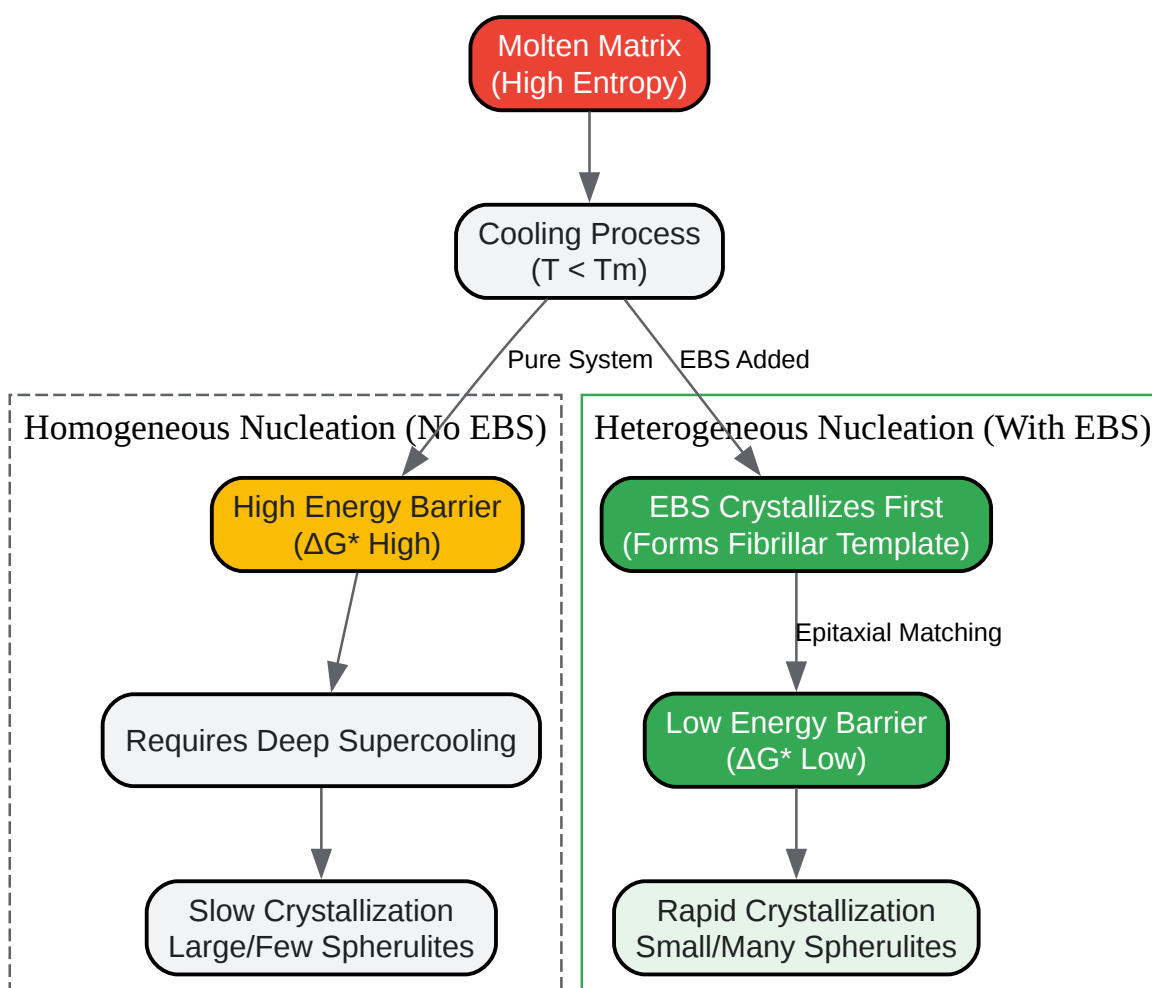 Molten Matrix
(High Entropy)
Cooling Process
(T < Tm)
Pure System
EBS Added
Homogeneous Nucleation (No EBS)
High Energy Barrier
(ΔG* High)
Requires Deep Supercooling
Slow Crystallization
Large/Few Spherulites
Heterogeneous Nucleation (With EBS)
EBS Crystallizes First
(Forms Fibrillar Template)
Epitaxial Matching
Low Energy Barrier
(ΔG* Low)
Rapid Crystallization
Small/Many Spherulites